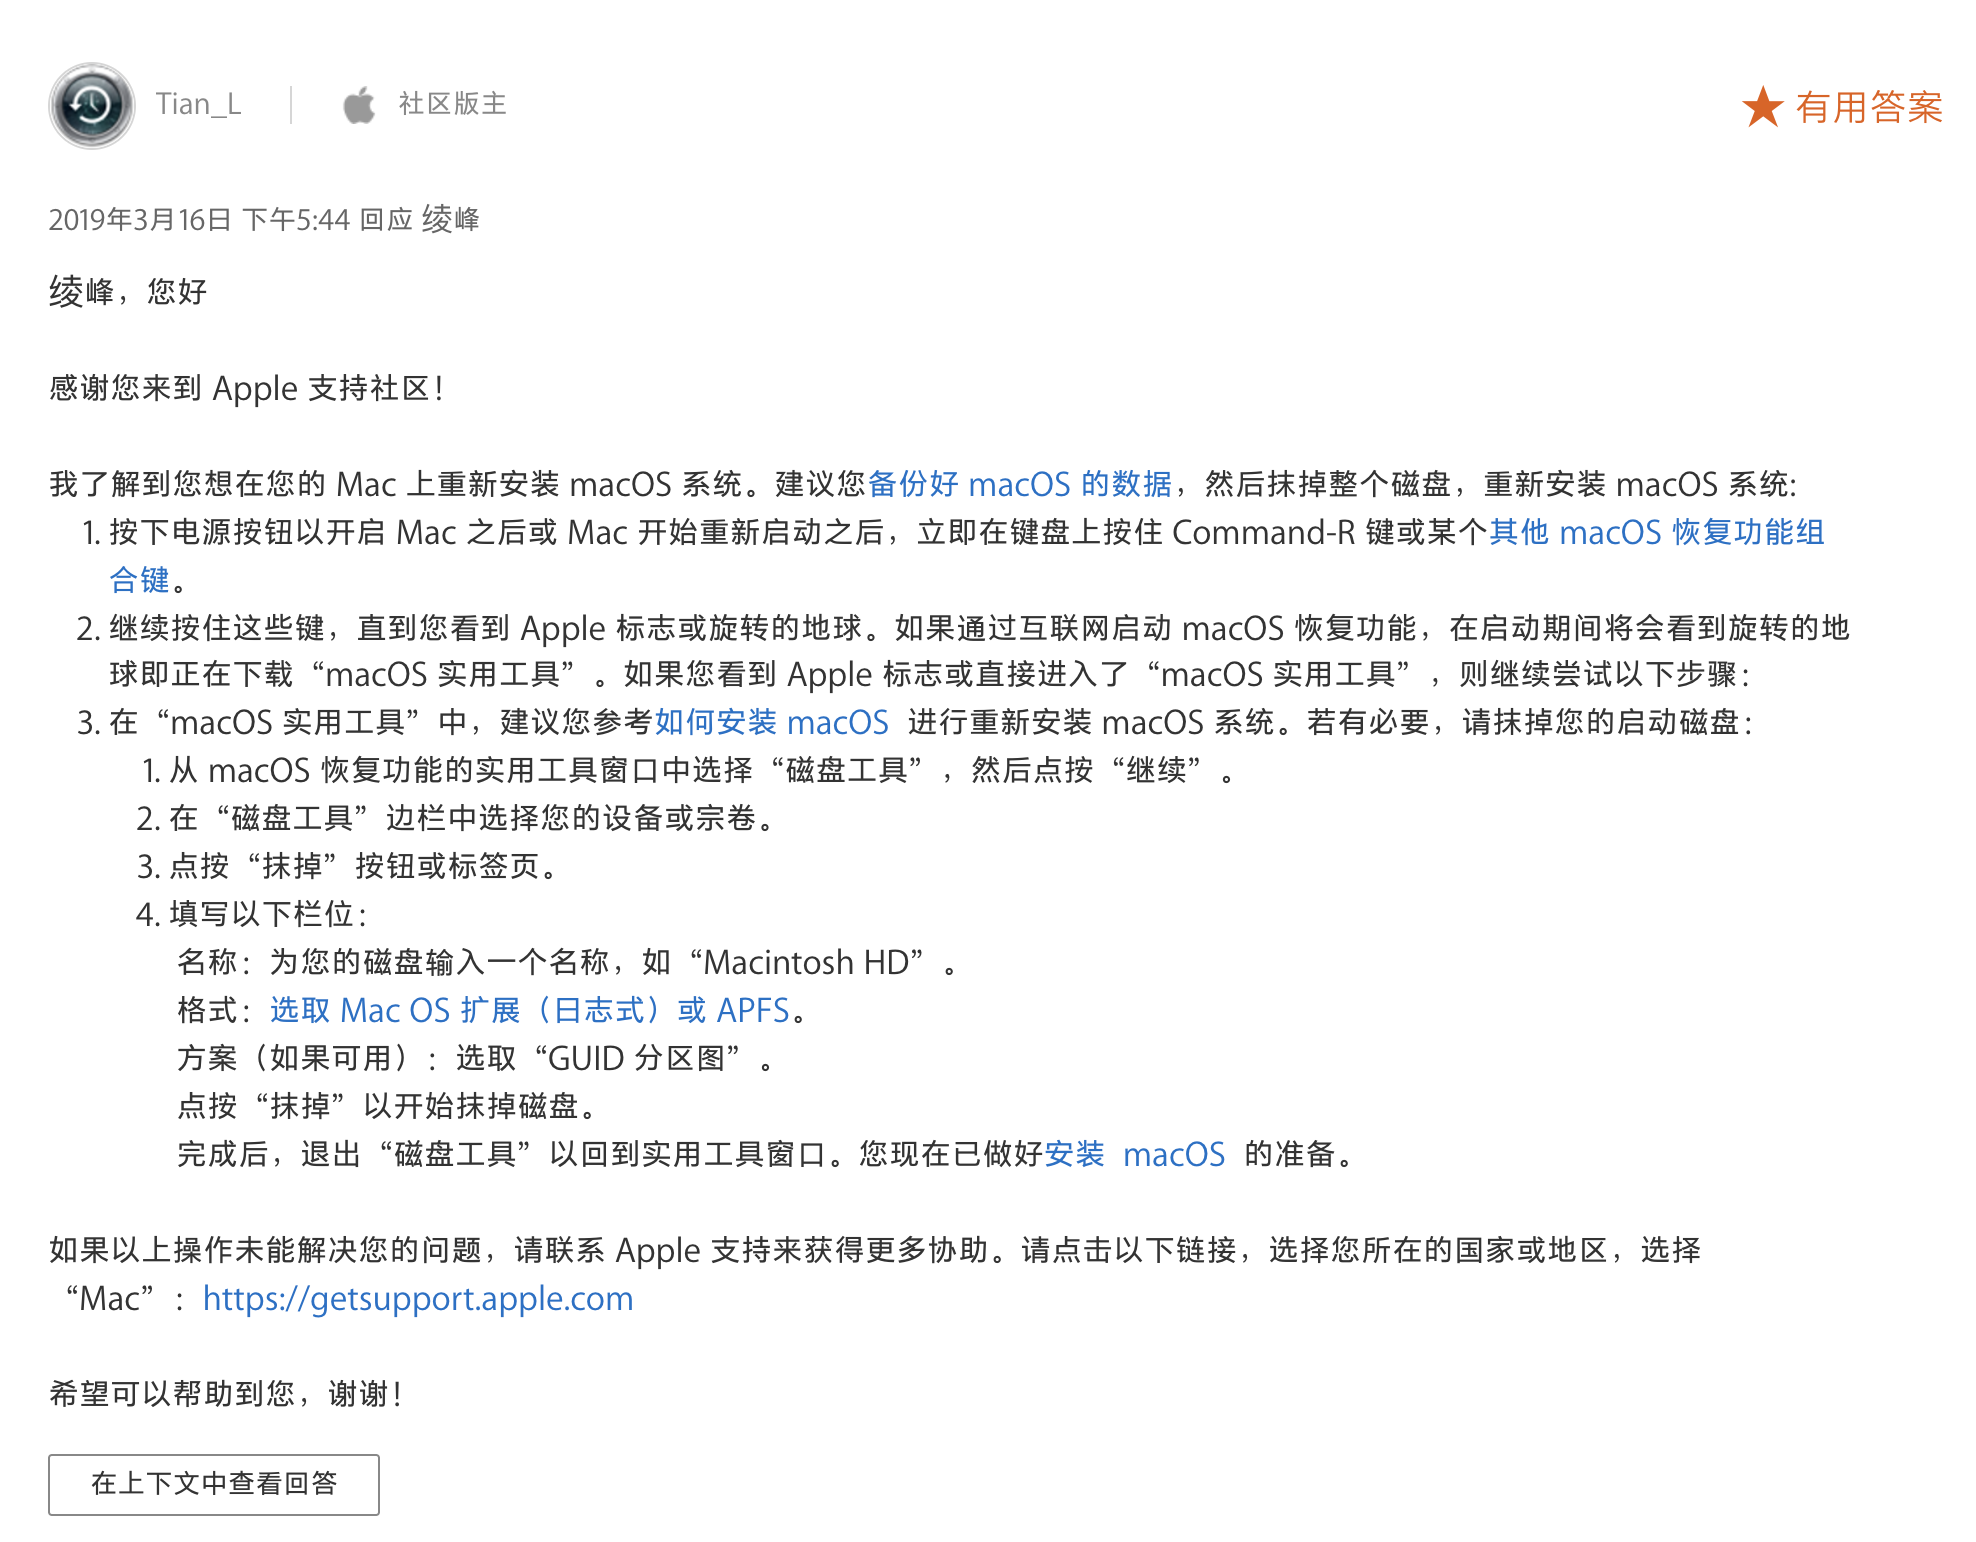 Tian_L
社区版主
★ 有用答案
2019年3月16日 下午5:44 回应 绫峰
绫峰，您好
感谢您来到 Apple 支持社区！
我了解到您想在您的 Mac 上重新安装 macOS 系统。建议您备份好 macOS 的数据，然后抹掉整个磁盘，重新安装 macOS 系统:
1. 按下电源按钮以开启 Mac 之后或 Mac 开始重新启动之后，立即在键盘上按住 Command-R 键或某个其他 macOS 恢复功能组
合键。
2. 继续按住这些键，直到您看到 Apple 标志或旋转的地球。如果通过互联网启动 macOS 恢复功能，在启动期间将会看到旋转的地
球即正在下载“macOS 实用工具”。如果您看到 Apple 标志或直接进入了“macOS 实用工具”，则继续尝试以下步骤：
3. 在“macOS 实用工具”中，建议您参考如何安装 macOS 进行重新安装 macOS 系统。若有必要，请抹掉您的启动磁盘：
1. 从 macOS 恢复功能的实用工具窗口中选择“磁盘工具”，然后点按“继续”。
2. 在“磁盘工具”边栏中选择您的设备或宗卷。
3. 点按“抹掉”按钮或标签页。
4. 填写以下栏位：
名称：为您的磁盘输入一个名称，如“Macintosh HD”。
格式：选取 Mac OS 扩展（日志式）或 APFS。
方案（如果可用）：选取“GUID 分区图”。
点按“抹掉”以开始抹掉磁盘。
完成后，退出“磁盘工具”以回到实用工具窗口。您现在已做好安装 macOS 的准备。
如果以上操作未能解决您的问题，请联系 Apple 支持来获得更多协助。请点击以下链接，选择您所在的国家或地区，选择
“Mac”：https://getsupport.apple.com
希望可以帮助到您，谢谢！
在上下文中查看回答